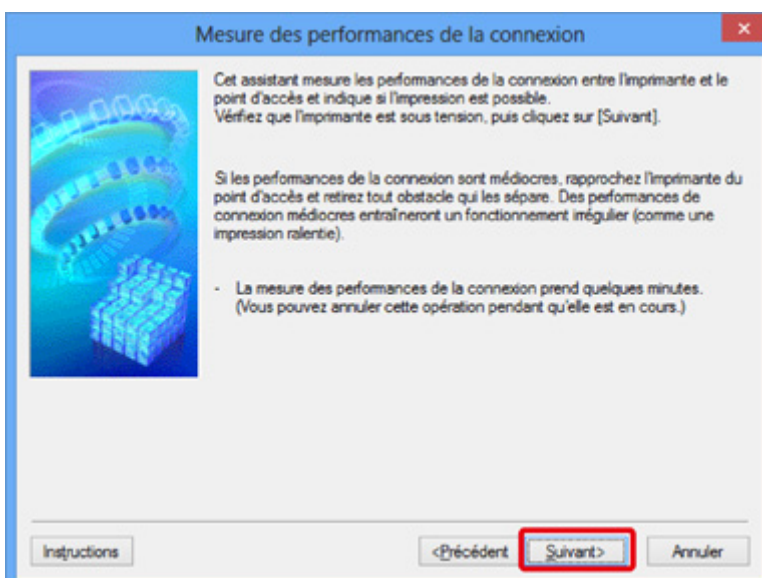 Mesure des performances de la connexion
Cet assistant mesure les performances de la connexion entre l'imprimante et le
point d'accès et indique si l'impression est possible.
Vérifiez que l'imprimante est sous tension, puis cliquez sur [Suivant].
Si les performances de la connexion sont médiocres, rapprochez l'imprimante du
point d'accès et retirez tout obstacle qui les sépare. Des performances de
connexion médiocres entraîneront un fonctionnement irrégulier (comme une
impression ralentie).
- La mesure des performances de la connexion prend quelques minutes.
(Vous pouvez annuler cette opération pendant qu'elle est en cours.)
Instructions <Précédent Suivant> Annuler